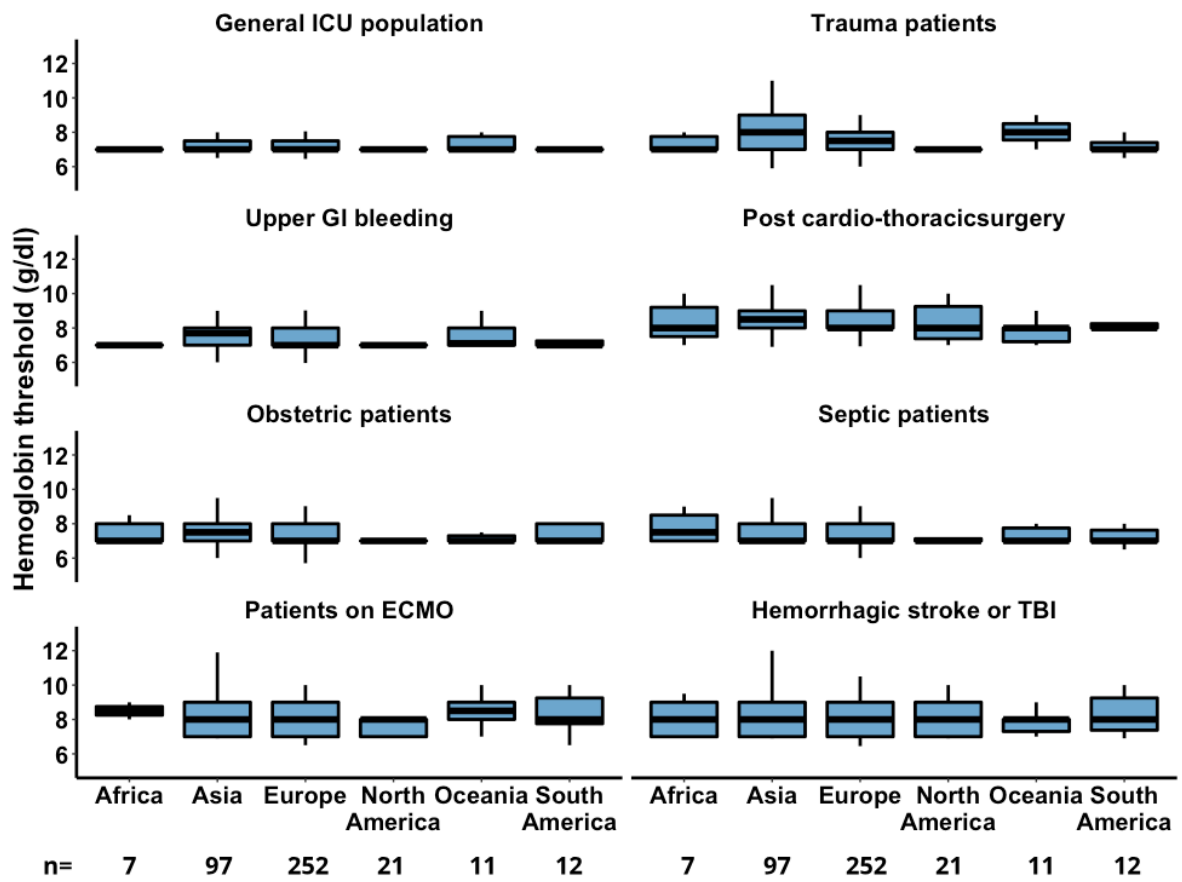 General ICU population
Trauma patients
12
10
8
6
Upper GI bleeding
Post cardio-thoracicsurgery
12
10
8
6
Hemoglobin threshold (g/dl)
Obstetric patients
Septic patients
12
10
8
6
Patients on ECMO
Hemorrhagic stroke or TBI
12
10
8
6
Africa Asia Europe North Oceania South Africa Asia Europe North Oceania South
America America America America
n= 7 97 252 21 11 12 7 97 252 21 11 12